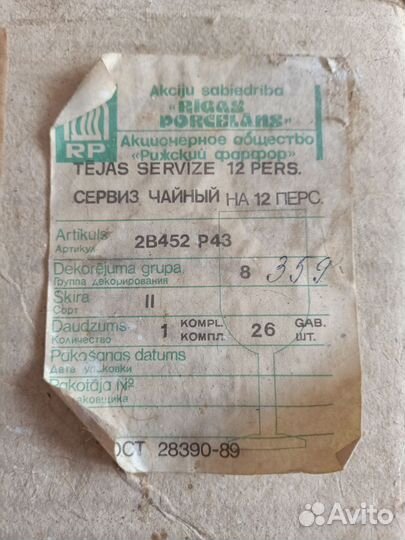 Akciju sabiedrība
"RĪGAS
PORCELĀNS"
Акционерное общество
«Рижский фарфор»
RP
TĒJAS SERVĪZE 12 PERS.
СЕРВИЗ ЧАЙНЫЙ НА 12 ПЕРС.
Artikuls 2B452 P43
Артикул
Dekorējuma grupa 8 359
Группа декорирования
Šķira II
Сорт
Daudzums 1 KOMPL. 26 GAB.
Количество КОМПЛ. ШТ.
Pakošanas datums
Дата упаковки
Pakotāja №
аковщика
ОСТ 28390-89
Avito